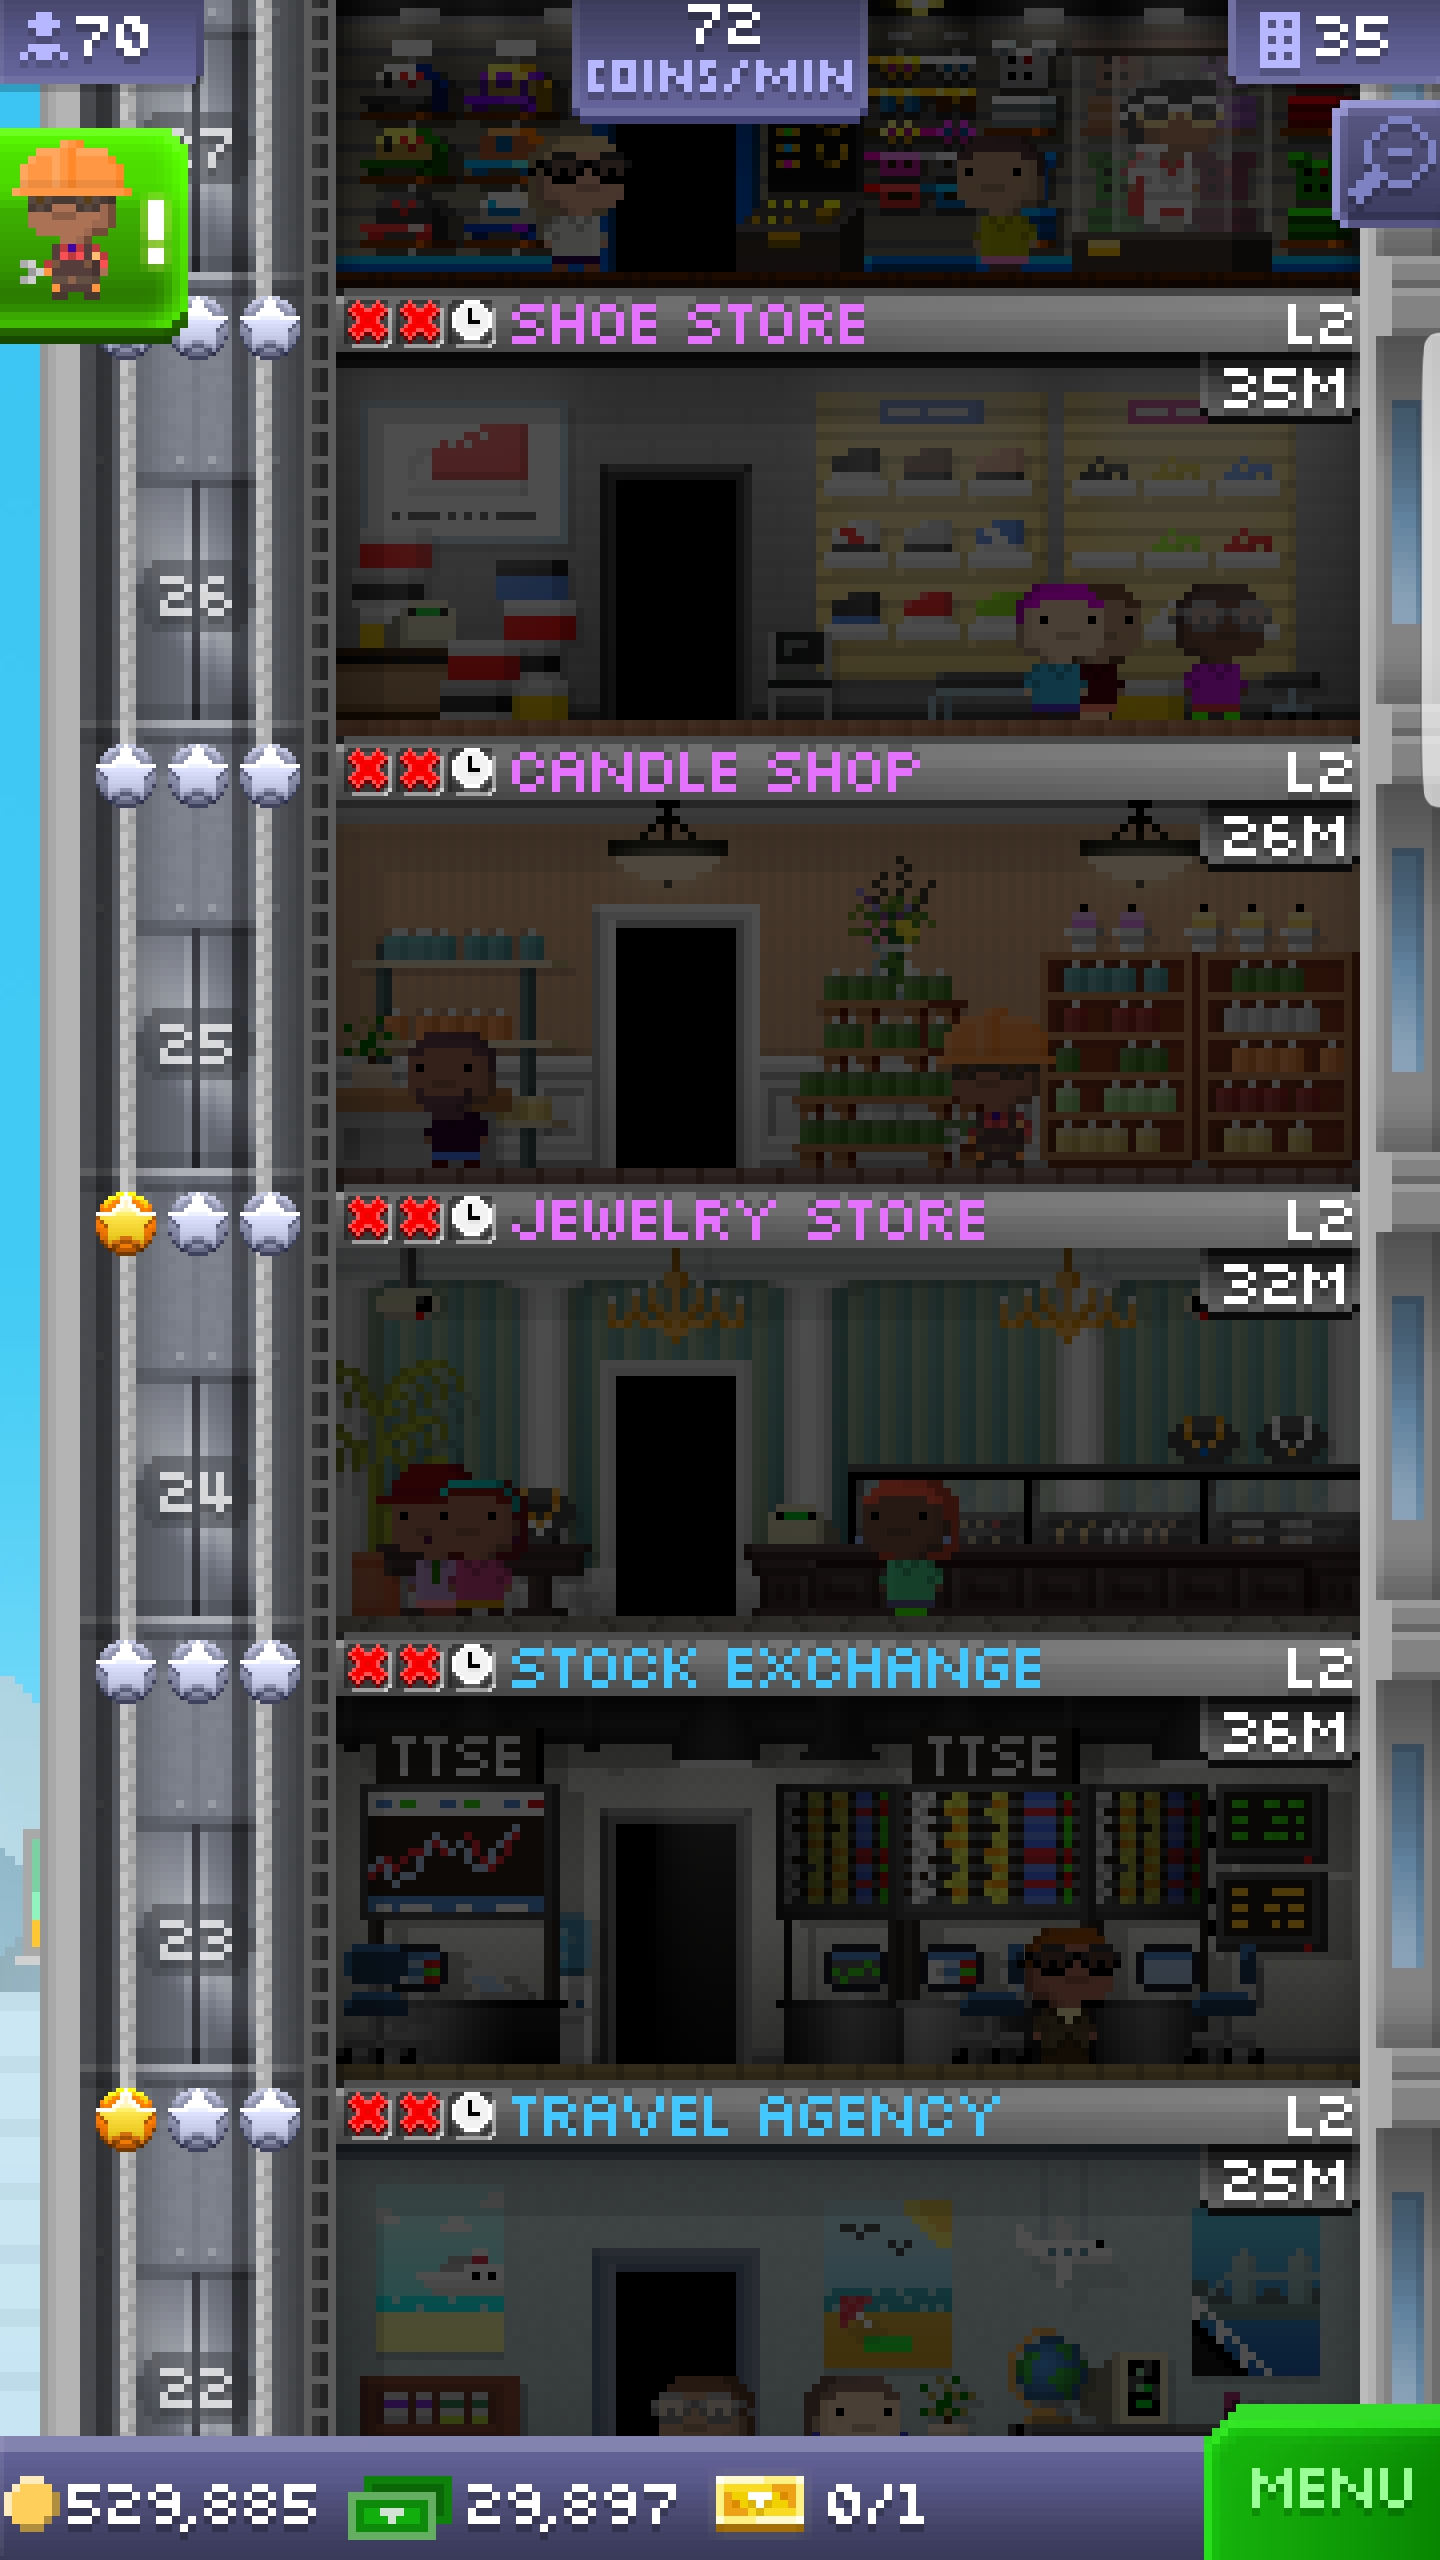 70
72
COINS/MIN
35
27
!
SHOE STORE L2
35M
26
CANDLE SHOP L2
26M
25
JEWELRY STORE L2
32M
24
STOCK EXCHANGE L2
36M
TTSE TTSE
23
TRAVEL AGENCY L2
25M
22
529,885 29,897 0/1
MENU